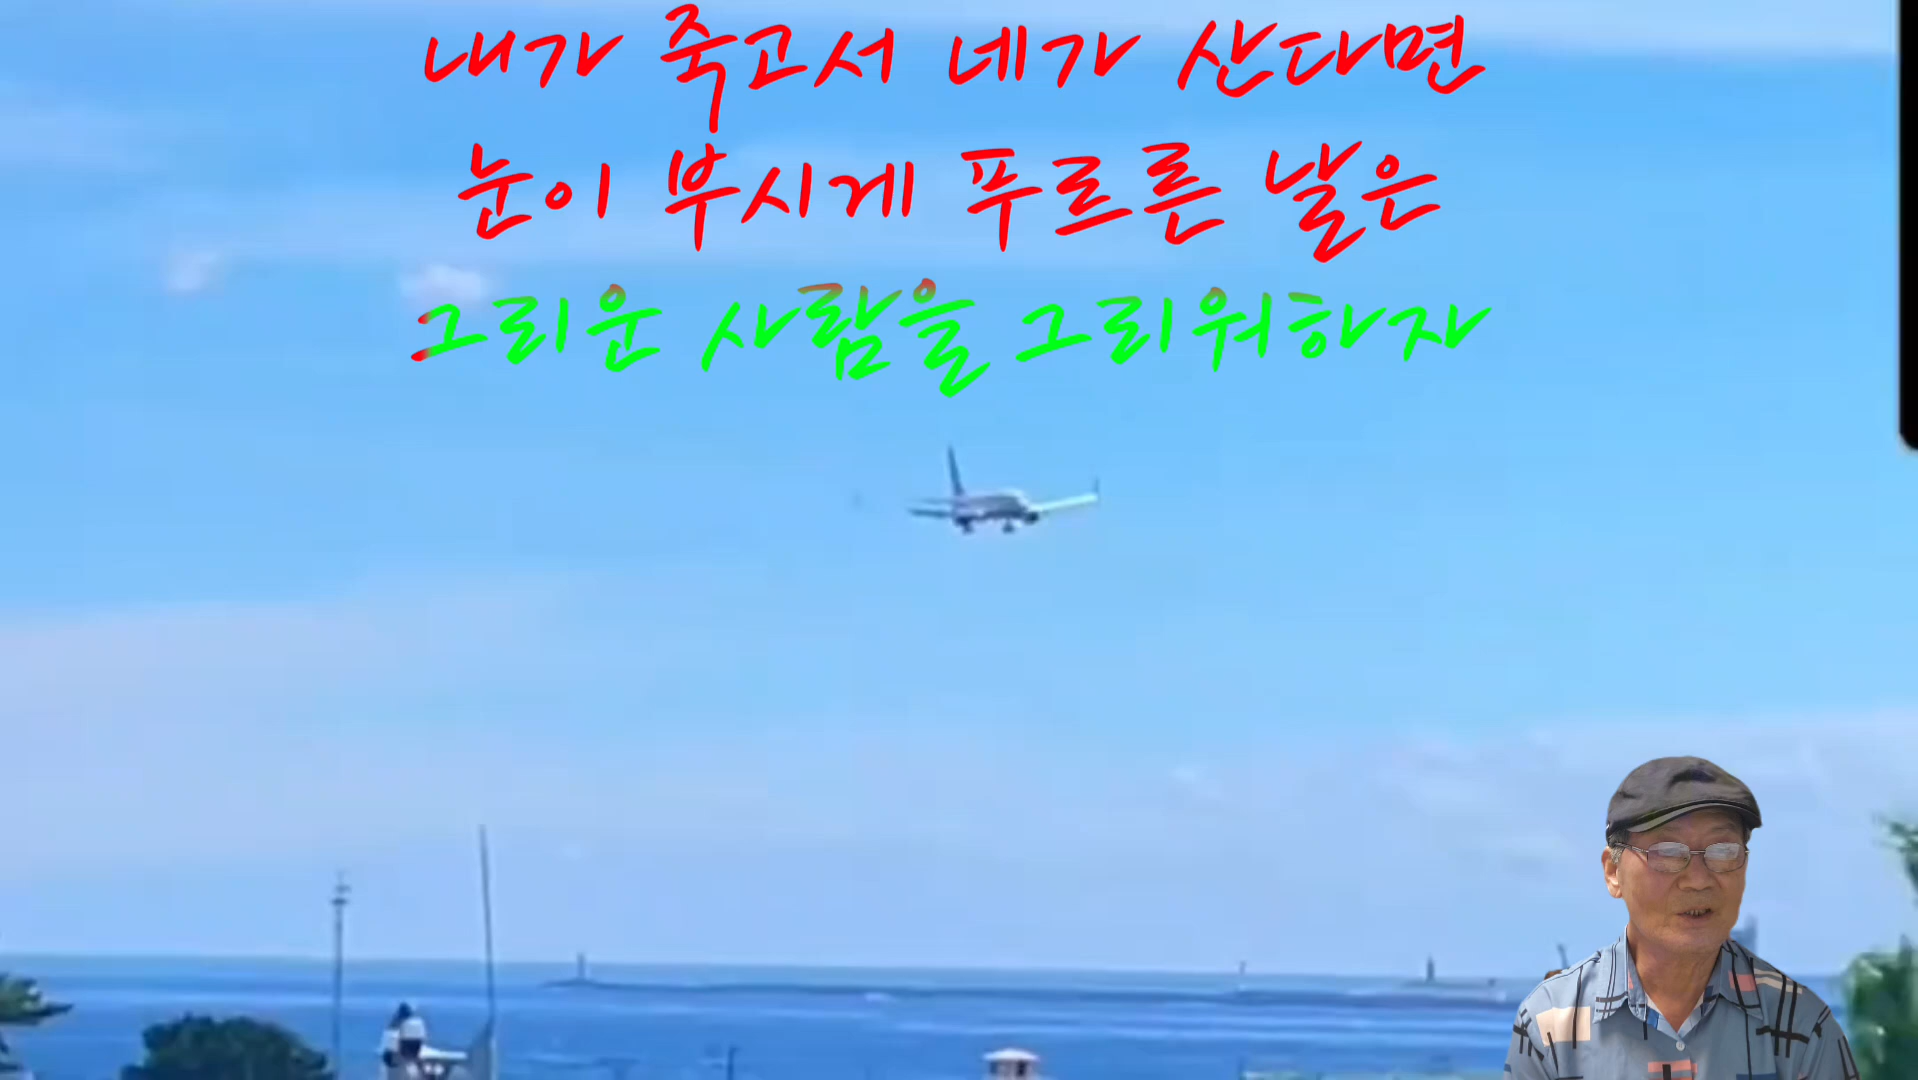 내가 죽고서 네가 산다면
눈이 부시게 푸르른 날은
그리운 사람을 그리워하자